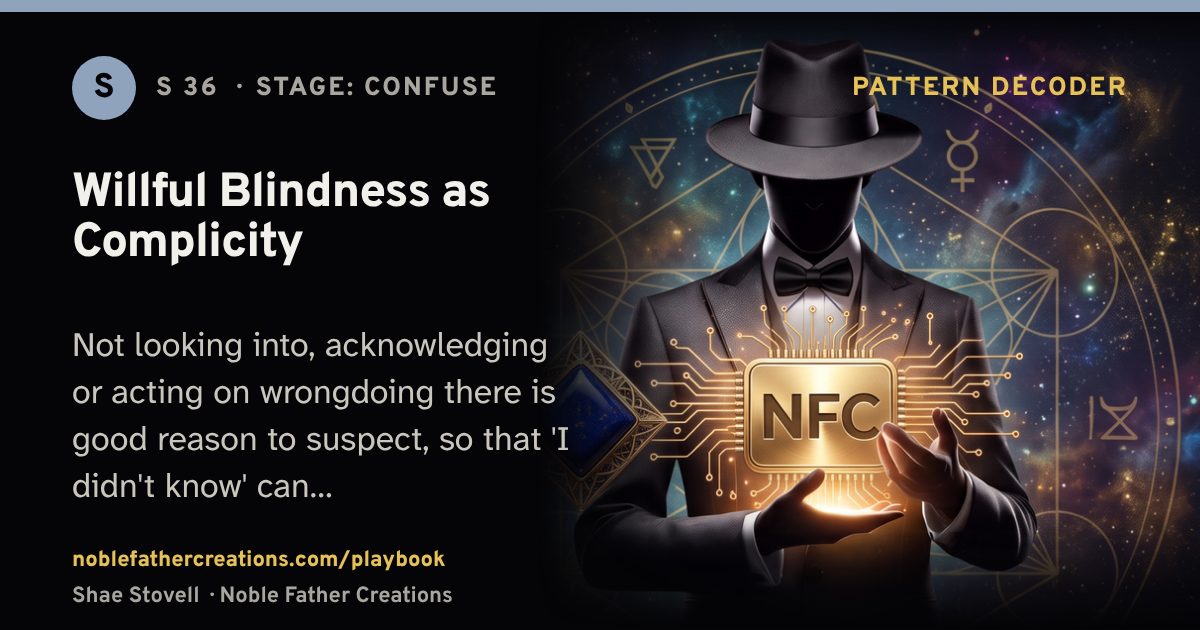 S
S 36 · STAGE: CONFUSE
PATTERN DECODER
Willful Blindness as
Complicity
Not looking into, acknowledging
or acting on wrongdoing there is
good reason to suspect, so that 'I
didn't know' can...
NFC
noblefathercreations.com/playbook
Shae Stovell · Noble Father Creations